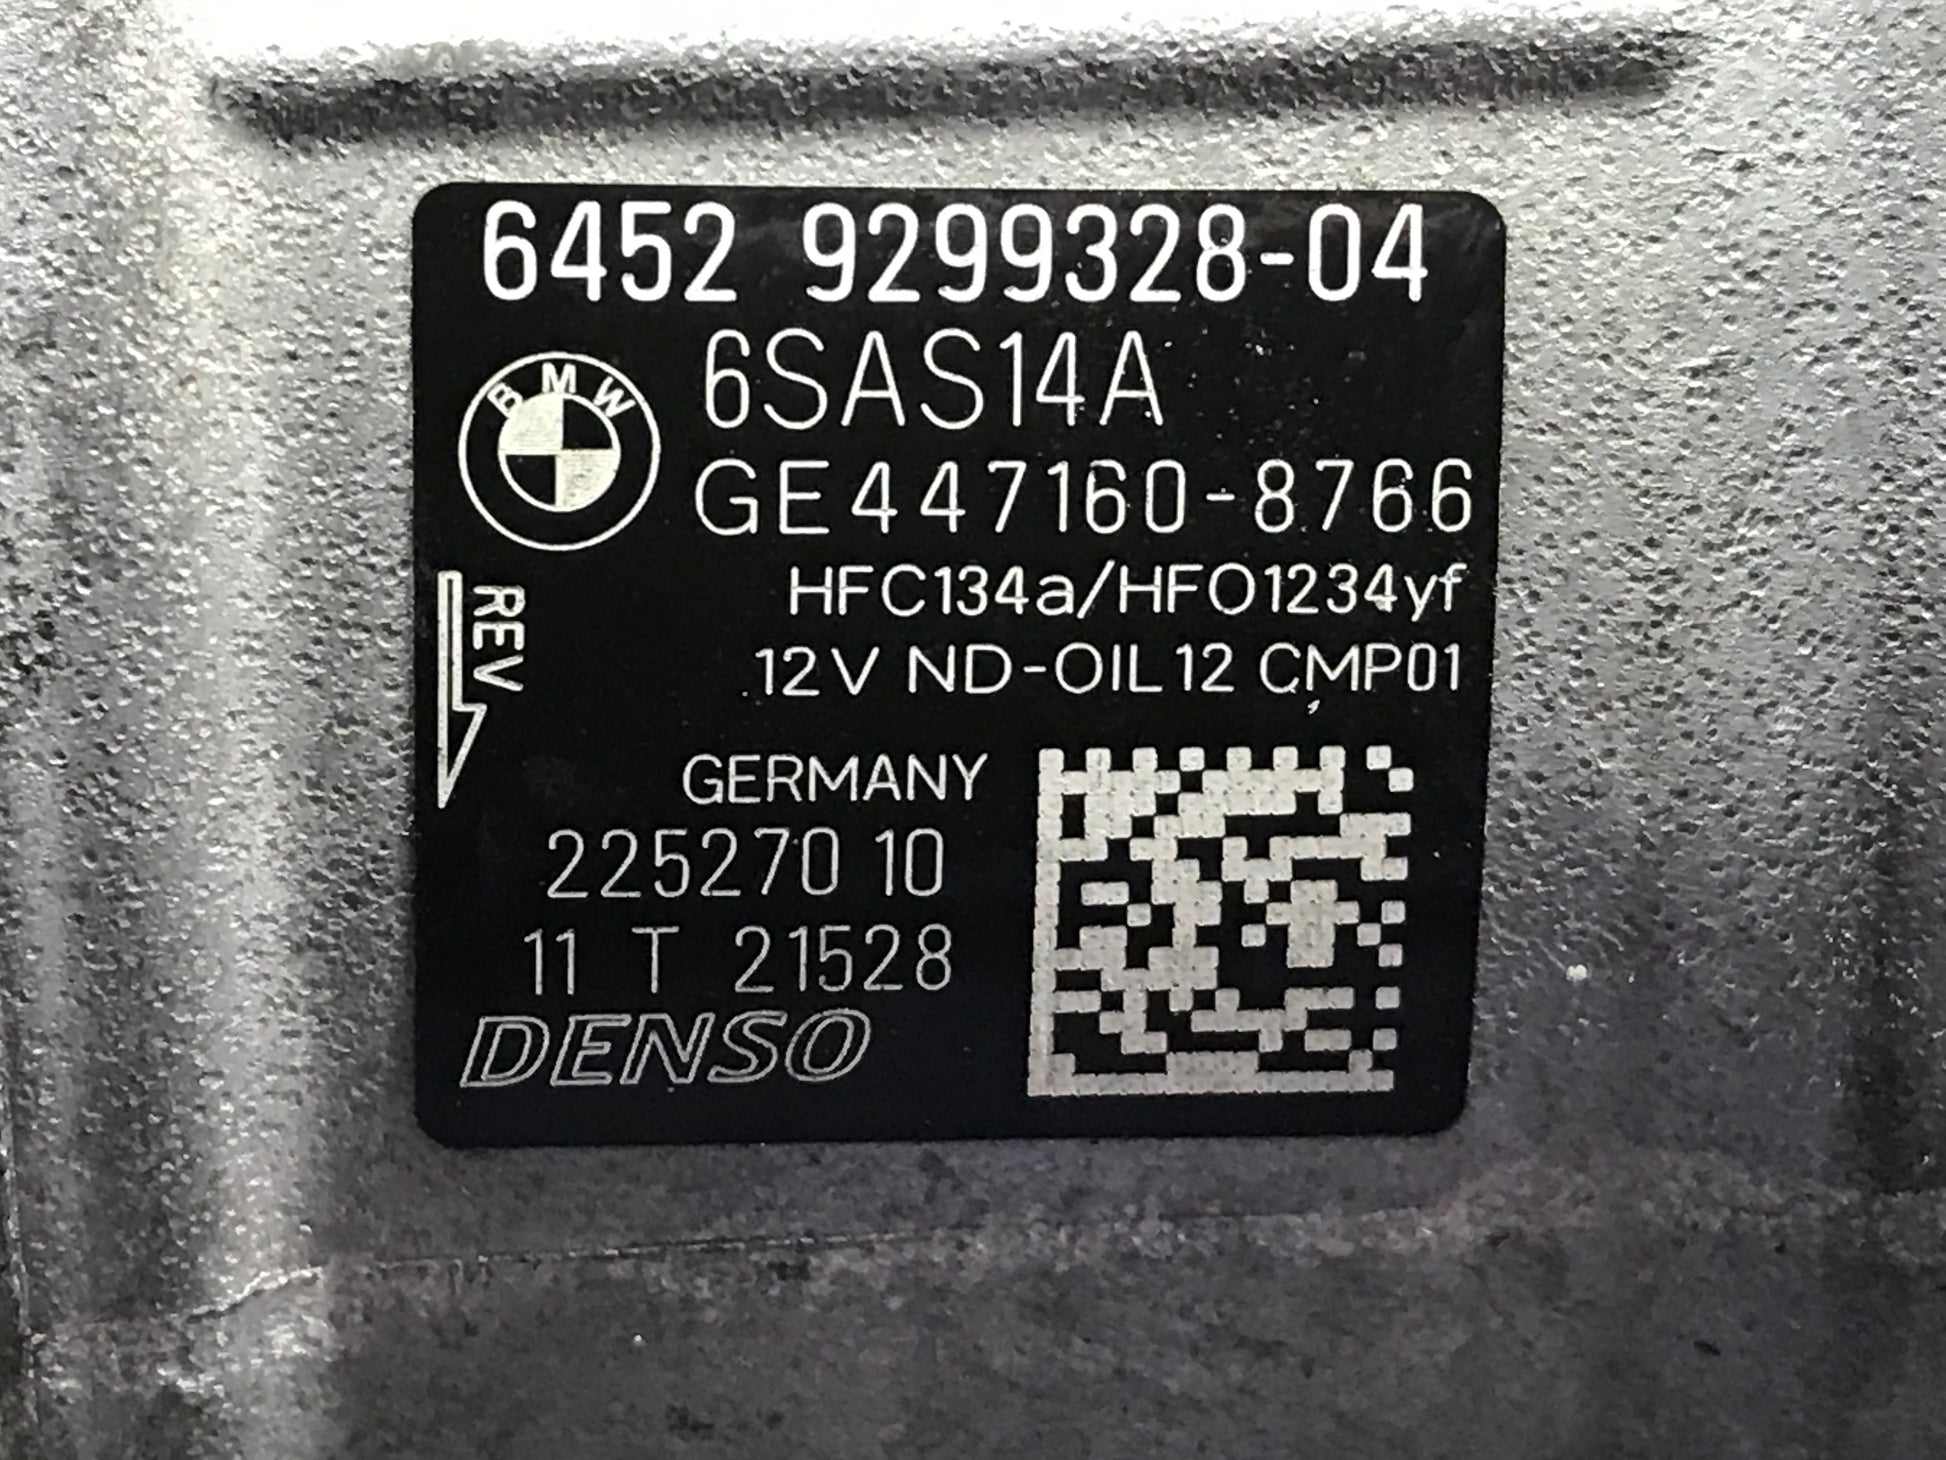 6452 9299328-04
BMW
6SAS14A
GE447160-8766
HFC134a/HFO1234yf
REV
12V ND-OIL12 CMP01
GERMANY
225270 10
11 T 21528
DENSO